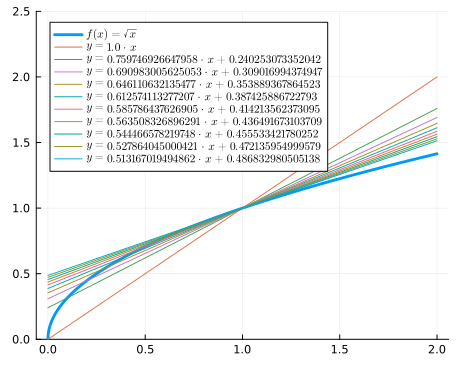 f(x) = √x
y = 1.0 · x
y = 0.759746926647958 · x + 0.240253073352042
y = 0.690983005625053 · x + 0.309016994374947
y = 0.646110632135477 · x + 0.353889367864523
y = 0.612574113277207 · x + 0.387425886722793
y = 0.585786437626905 · x + 0.414213562373095
y = 0.563508326896291 · x + 0.436491673103709
y = 0.544466578219748 · x + 0.455533421780252
y = 0.527864045000421 · x + 0.472135954999579
y = 0.513167019494862 · x + 0.486832980505138
2.5
2.0
1.5
1.0
0.5
0.0
0.0 0.5 1.0 1.5 2.0